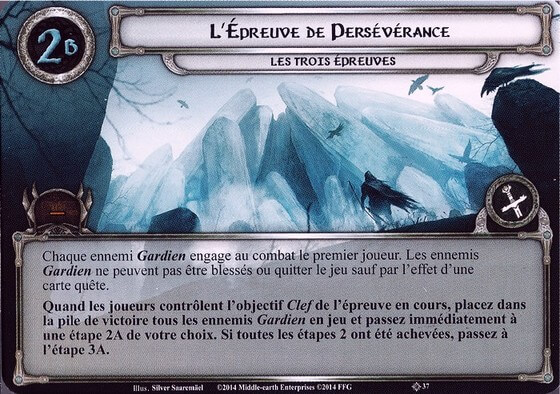 2B
L'Épreuve de Persévérance
Les trois épreuves
Chaque ennemi Gardien engage au combat le premier joueur. Les ennemis
Gardien ne peuvent pas être blessés ou quitter le jeu sauf par l'effet d'une
carte quête.
Quand les joueurs contrôlent l'objectif Clef de l'épreuve en cours, placez dans
la pile de victoire tous les ennemis Gardien en jeu et passez immédiatement à
une étape 2A de votre choix. Si toutes les étapes 2 ont été achevées, passez à
l'étape 3A.
Illus. Silver Saaremäel ©2014 Middle-earth Enterprises ©2014 FFG 37